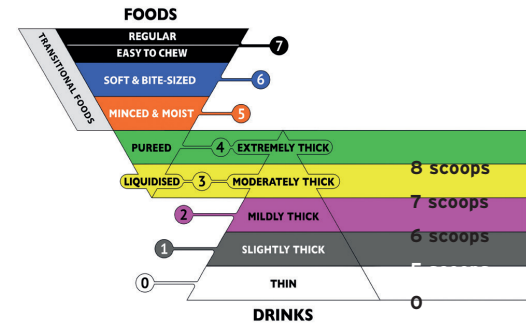 FOODS
REGULAR
EASY TO CHEW
7
TRANSITIONAL FOODS
SOFT & BITE-SIZED
6
MINCED & MOIST
5
PUREED
4
EXTREMELY THICK
8 scoops
LIQUIDISED
3
MODERATELY THICK
7 scoops
2
MILDLY THICK
6 scoops
1
SLIGHTLY THICK
5 scoops
0
THIN
0
DRINKS